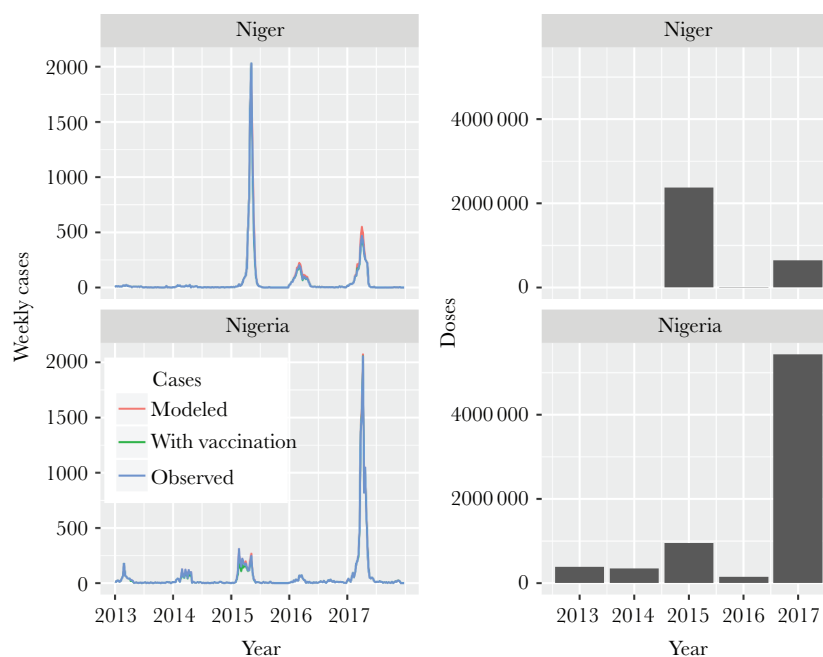 Niger
2000
1500
1000
500
0
Weekly cases
Nigeria
2000
1500
1000
500
0
Cases
Modeled
With vaccination
Observed
2013 2014 2015 2016 2017
Year
Niger
4000 000
2000 000
0
Doses
Nigeria
4000 000
2000 000
0
2013 2014 2015 2016 2017
Year